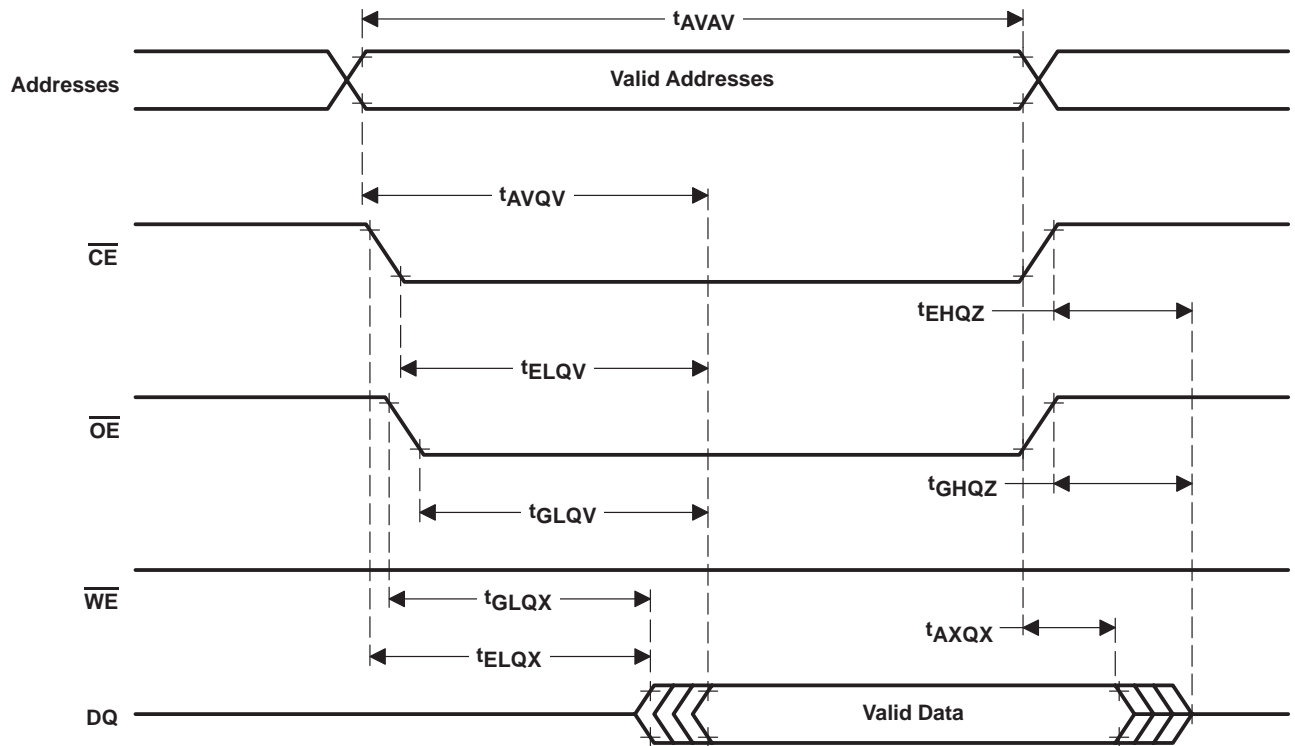 tAVAV
Addresses
Valid Addresses
tAVQV
CE
tEHQZ
tELQV
OE
tGHQZ
tGLQV
WE
tGLQX
tAXQX
tELQX
DQ
Valid Data